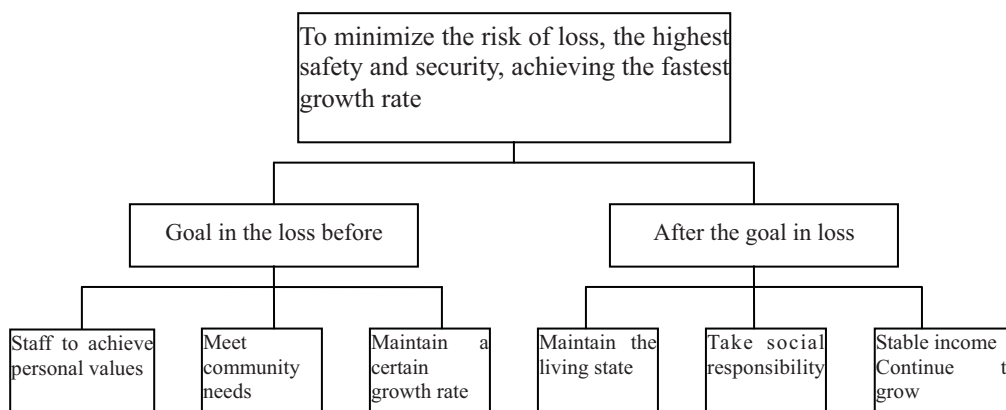 To minimize the risk of loss, the highest
safety and security, achieving the fastest
growth rate
Goal in the loss before
After the goal in loss
Staff to achieve
personal values
Meet
community
needs
Maintain a
certain
growth rate
Maintain the
living state
Take social
responsibility
Stable income
Continue t
grow